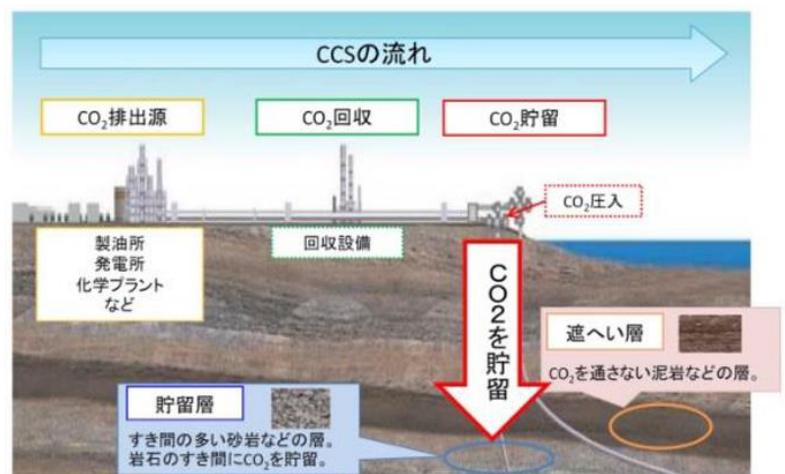 CCSの流れ
CO₂排出源
CO₂回収
CO₂貯留
CO₂圧入
製油所
発電所
化学プラント
など
回収設備
CO2を貯留
遮へい層
CO₂を通さない泥岩などの層。
貯留層
すき間の多い砂岩などの層。
岩石のすき間にCO₂を貯留。